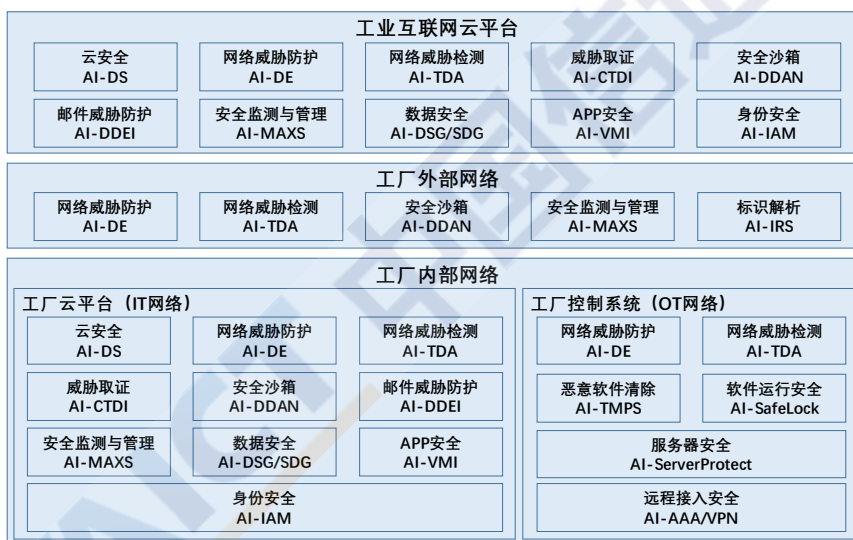 工业互联网云平台
云安全
AI-DS
网络威胁防护
AI-DE
网络威胁检测
AI-TDA
威胁取证
AI-CTDI
安全沙箱
AI-DDAN
邮件威胁防护
AI-DDEI
安全监测与管理
AI-MAXS
数据安全
AI-DSG/SDG
APP安全
AI-VMI
身份安全
AI-IAM
工厂外部网络
网络威胁防护
AI-DE
网络威胁检测
AI-TDA
安全沙箱
AI-DDAN
安全监测与管理
AI-MAXS
标识解析
AI-IRS
工厂内部网络
工厂云平台（IT网络）
云安全
AI-DS
网络威胁防护
AI-DE
网络威胁检测
AI-TDA
威胁取证
AI-CTDI
安全沙箱
AI-DDAN
邮件威胁防护
AI-DDEI
安全监测与管理
AI-MAXS
数据安全
AI-DSG/SDG
APP安全
AI-VMI
身份安全
AI-IAM
工厂控制系统（OT网络）
网络威胁防护
AI-DE
网络威胁检测
AI-TDA
恶意软件清除
AI-TMPS
软件运行安全
AI-SafeLock
服务器安全
AI-ServerProtect
远程接入安全
AI-AAA/VPN
AICT 中国信通